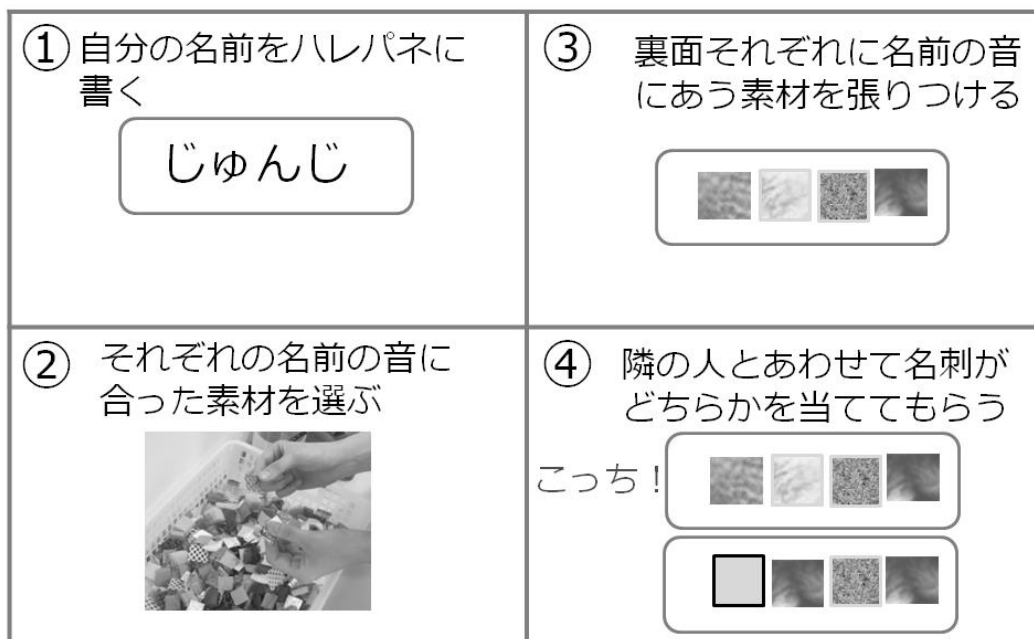 ① 自分の名前をハレパネに
書く
じゅんじ
② それぞれの名前の音に
合った素材を選ぶ
③ 裏面それぞれに名前の音
にあう素材を張りつける
④ 隣の人とあわせて名刺が
どちらかを当ててもらう
こっち！